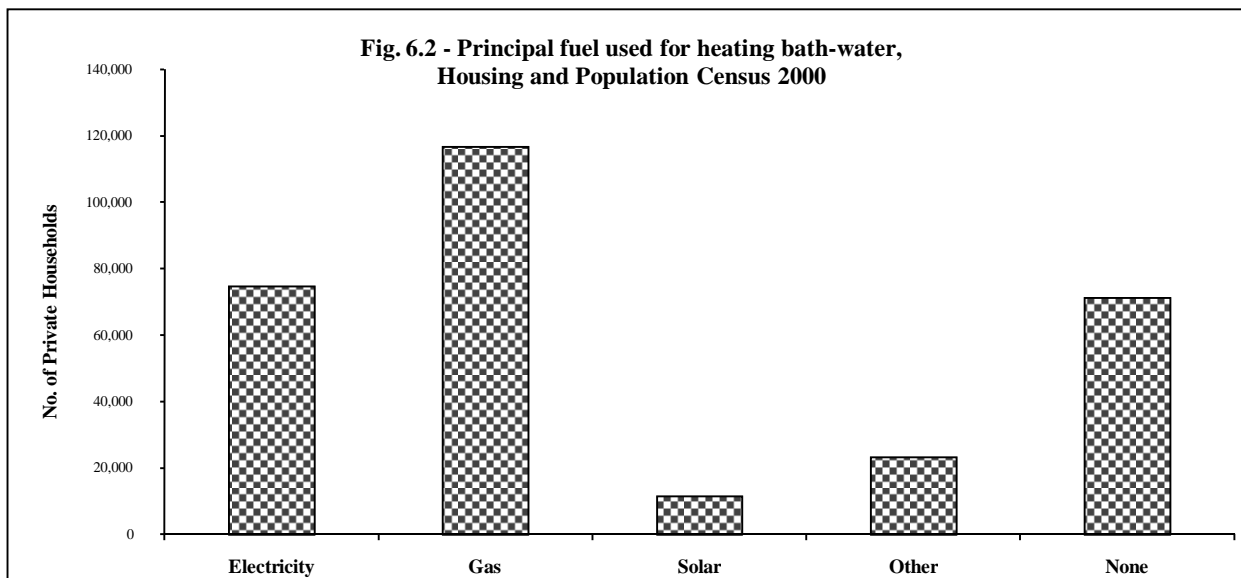 Fig. 6.2 - Principal fuel used for heating bath-water,
Housing and Population Census 2000
No. of Private Households
140,000
120,000
100,000
80,000
60,000
40,000
20,000
0
Electricity Gas Solar Other None